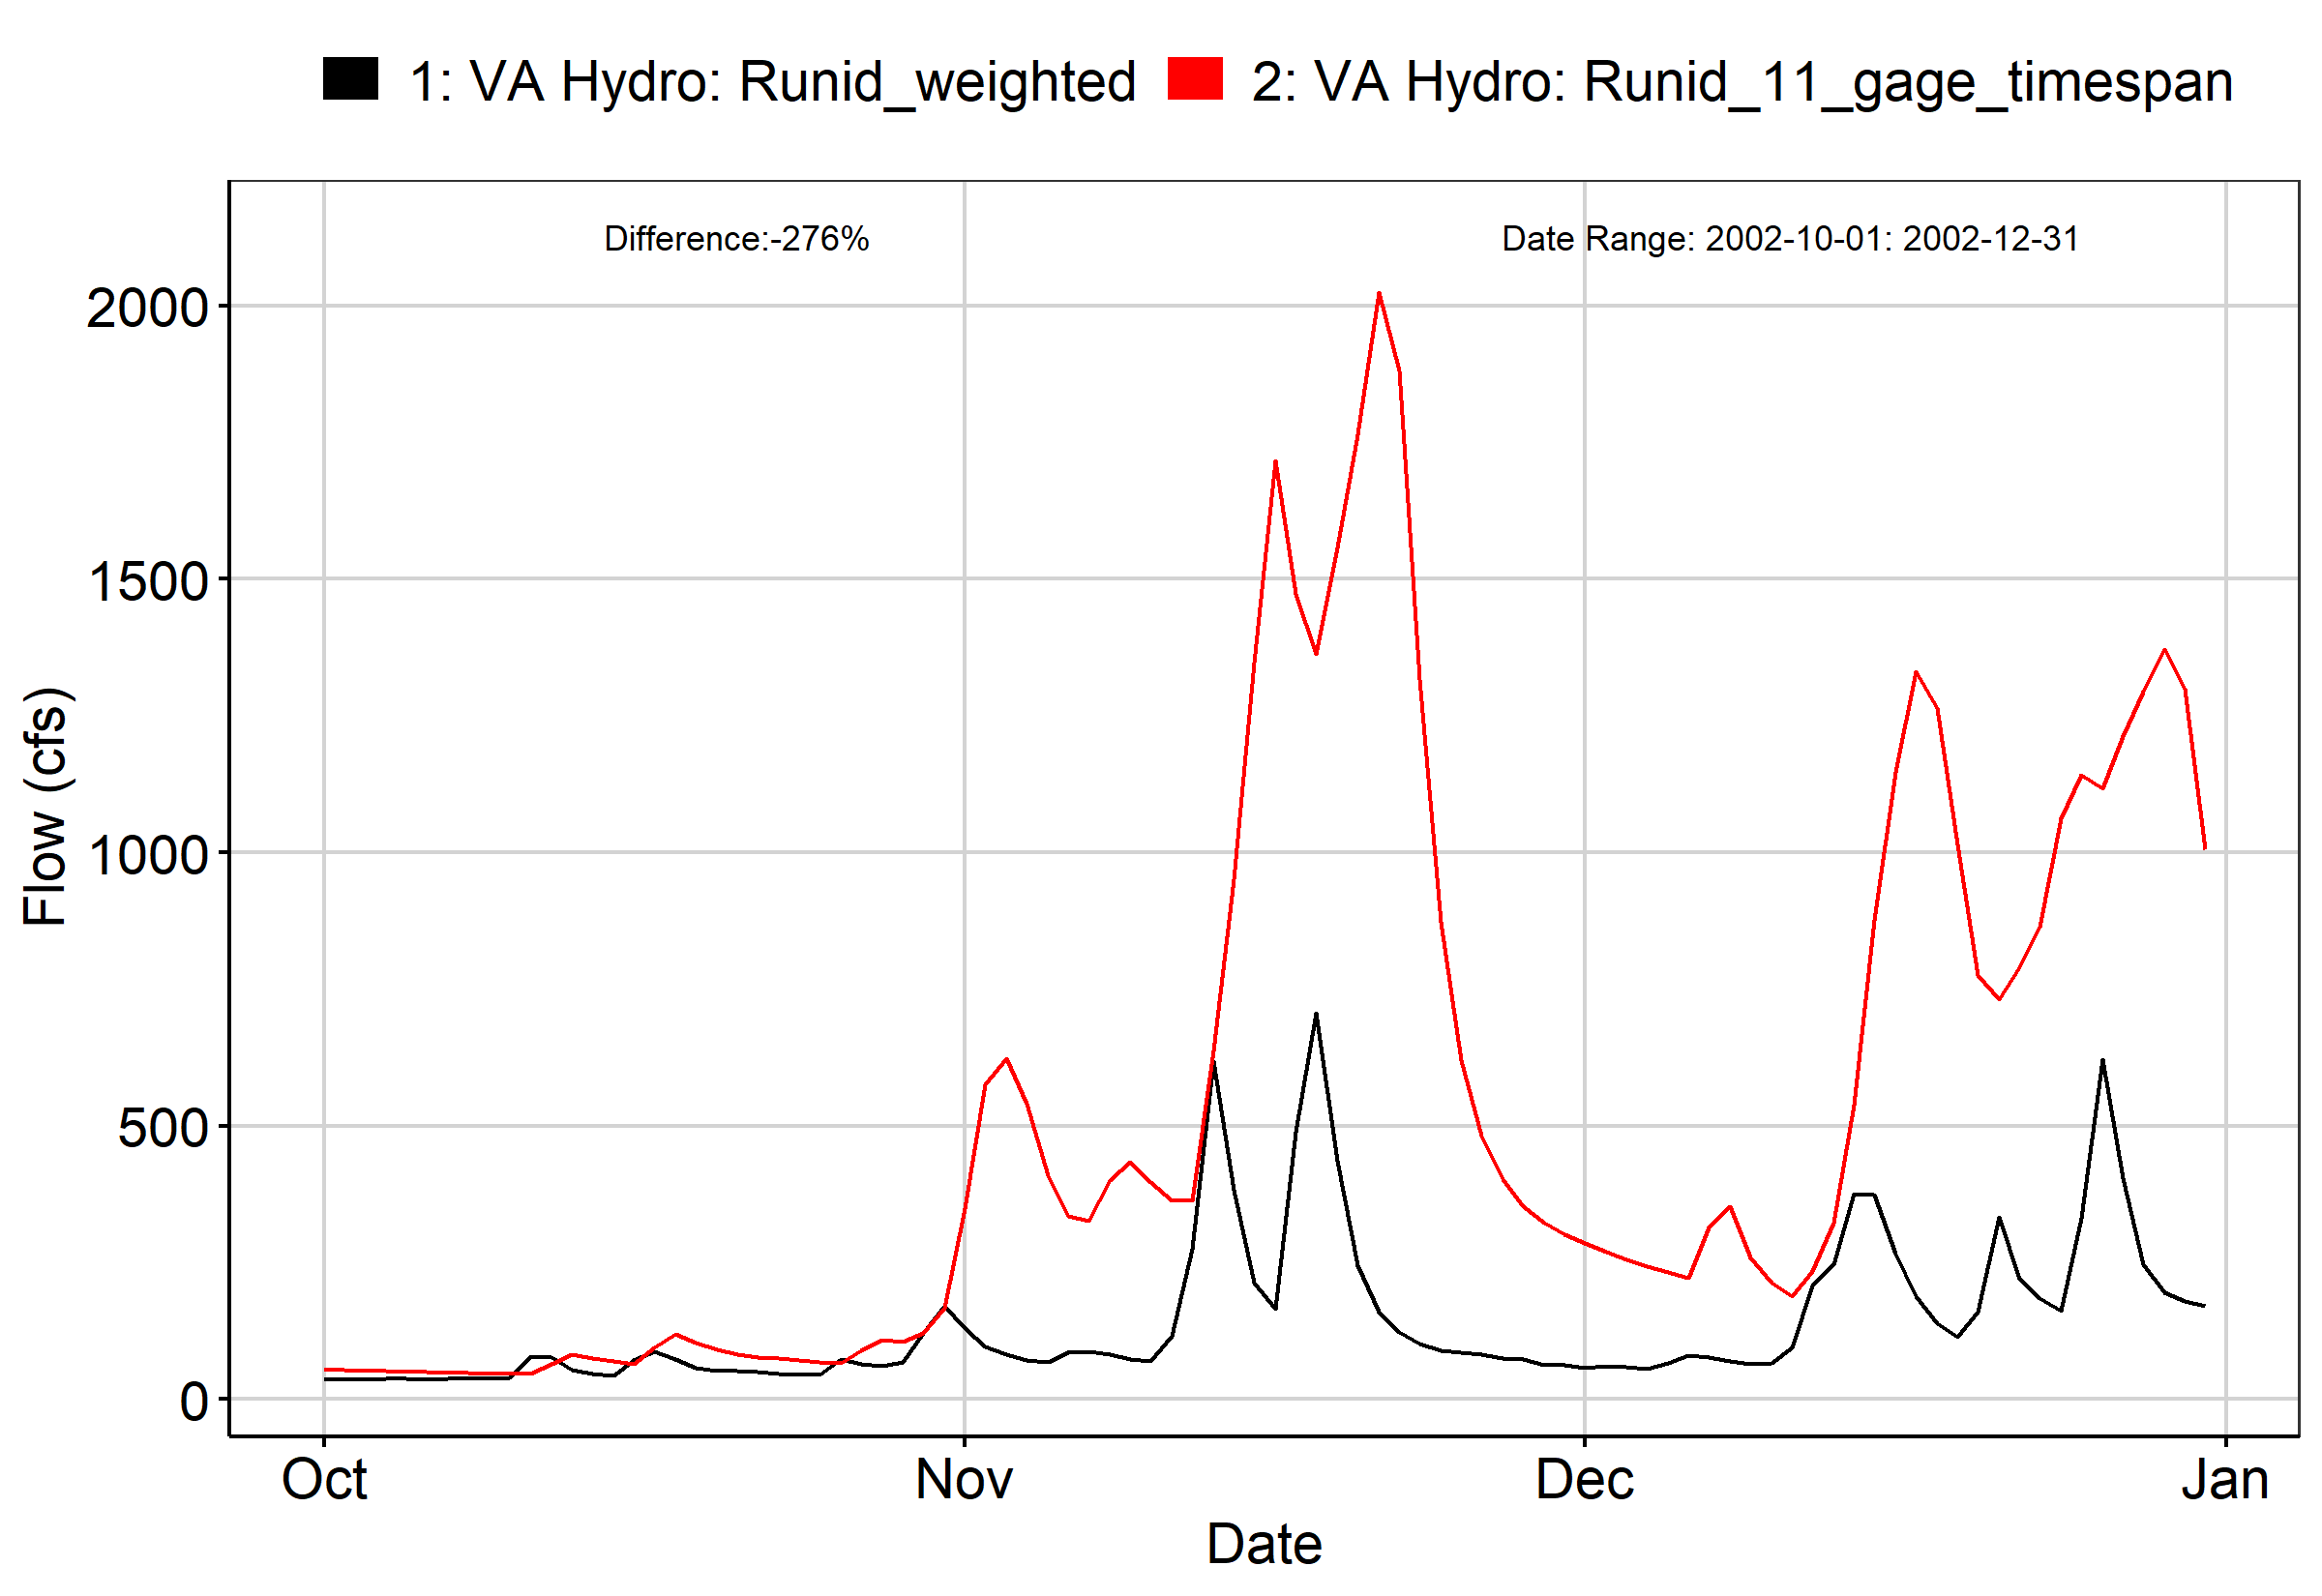 1: VA Hydro: Runid_weighted 2: VA Hydro: Runid_11_gage_timespan
Difference:-276% Date Range: 2002-10-01: 2002-12-31
2000
1500
1000
500
0
Flow (cfs)
Oct Nov Dec Jan
Date